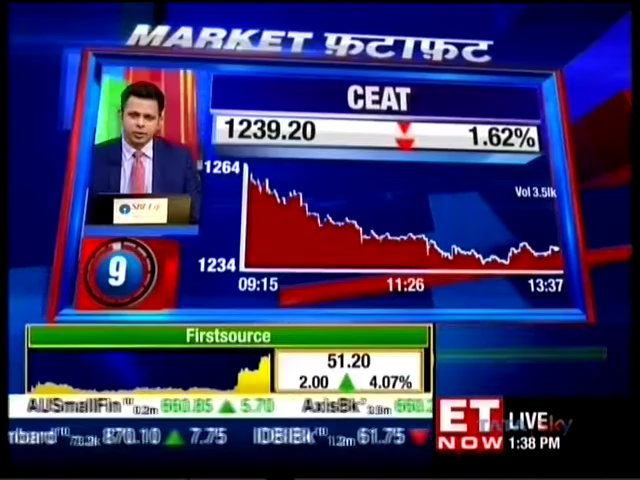 MARKET फ़टाफ़ट
CEAT
1239.20 1.62%
1264
Vol 3.5lk
1234
09:15 11:26 13:37
9
Firstsource
51.20
2.00 4.07%
AUSmallFin 660.85 5.70 AxisBk
870.10 7.75 IDBIBk 61.75
ET
NOW
LIVE
1:38 PM